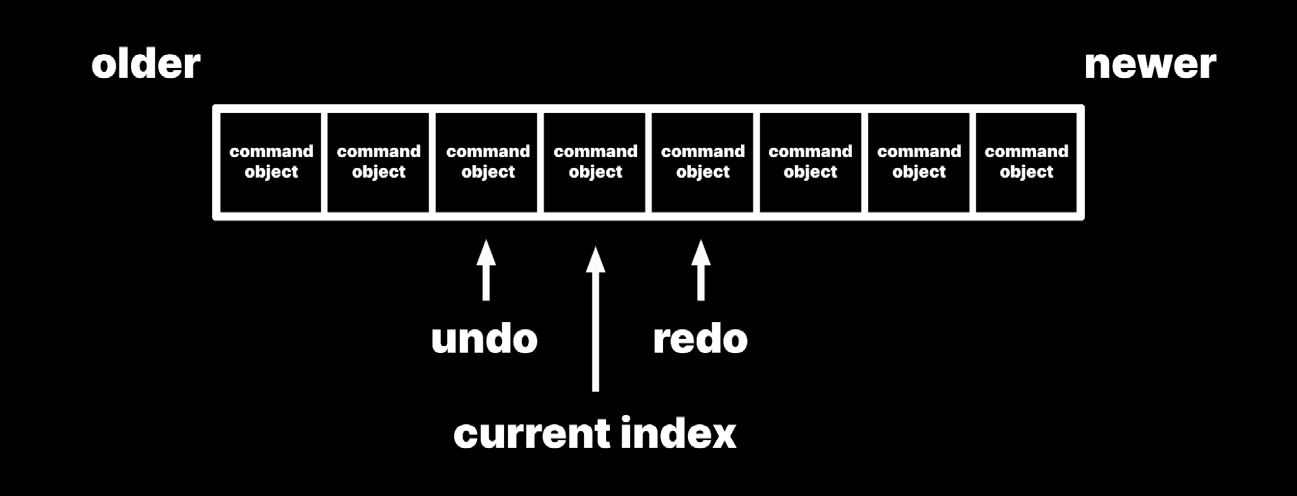 older
newer
command
object
command
object
command
object
command
object
command
object
command
object
command
object
command
object
undo
redo
current index